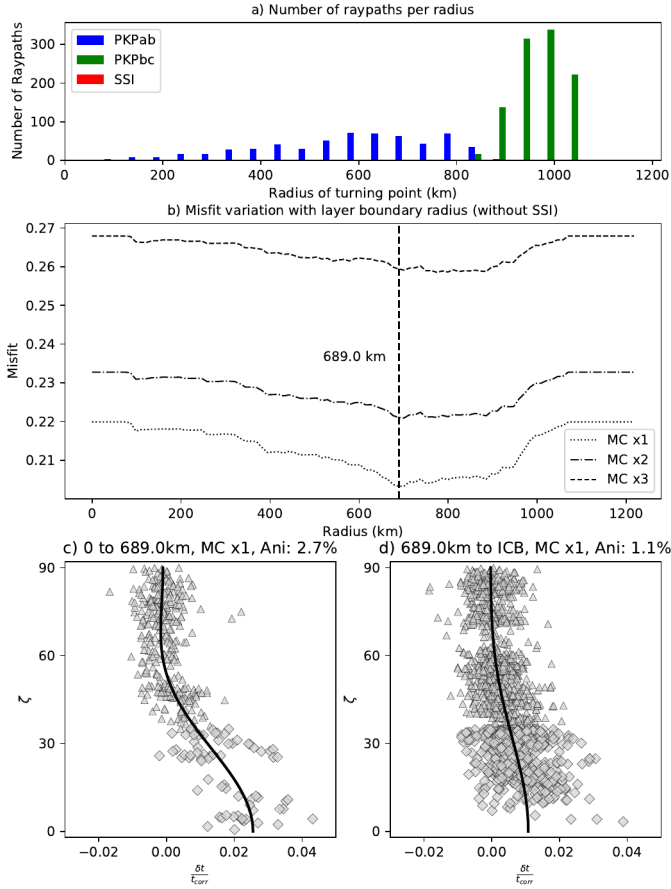 a) Number of raypaths per radius
Number of Raypaths
300
200
100
0
PKPab
PKPbc
SSI
0 200 400 600 800 1000 1200
Radius of turning point (km)
b) Misfit variation with layer boundary radius (without SSI)
Misfit
0.27
0.26
0.25
0.24
0.23
0.22
0.21
689.0 km
MC x1
MC x2
MC x3
0 200 400 600 800 1000 1200
Radius (km)
c) 0 to 689.0km, MC x1, Ani: 2.7%
ζ
90
60
30
0
−0.02 0.00 0.02 0.04
δt
t_corr
d) 689.0km to ICB, MC x1, Ani: 1.1%
ζ
90
60
30
0
−0.02 0.00 0.02 0.04
δt
t_corr